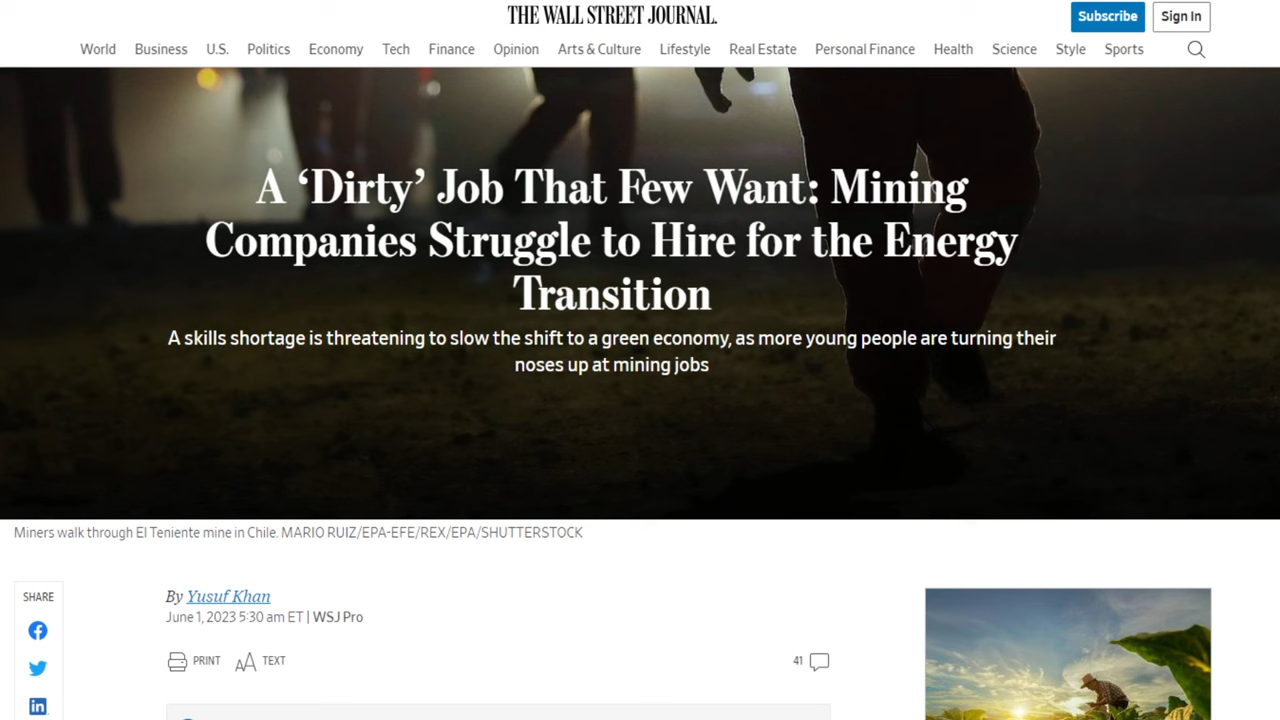 THE WALL STREET JOURNAL.
Subscribe
Sign In
World Business U.S. Politics Economy Tech Finance Opinion Arts & Culture Lifestyle Real Estate Personal Finance Health Science Style Sports
A ‘Dirty’ Job That Few Want: Mining
Companies Struggle to Hire for the Energy
Transition
A skills shortage is threatening to slow the shift to a green economy, as more young people are turning their
noses up at mining jobs
Miners walk through El Teniente mine in Chile. MARIO RUIZ/EPA-EFE/REX/EPA/SHUTTERSTOCK
SHARE
By Yusuf Khan
June 1, 2023 5:30 am ET | WSJ Pro
PRINT
AA TEXT
41